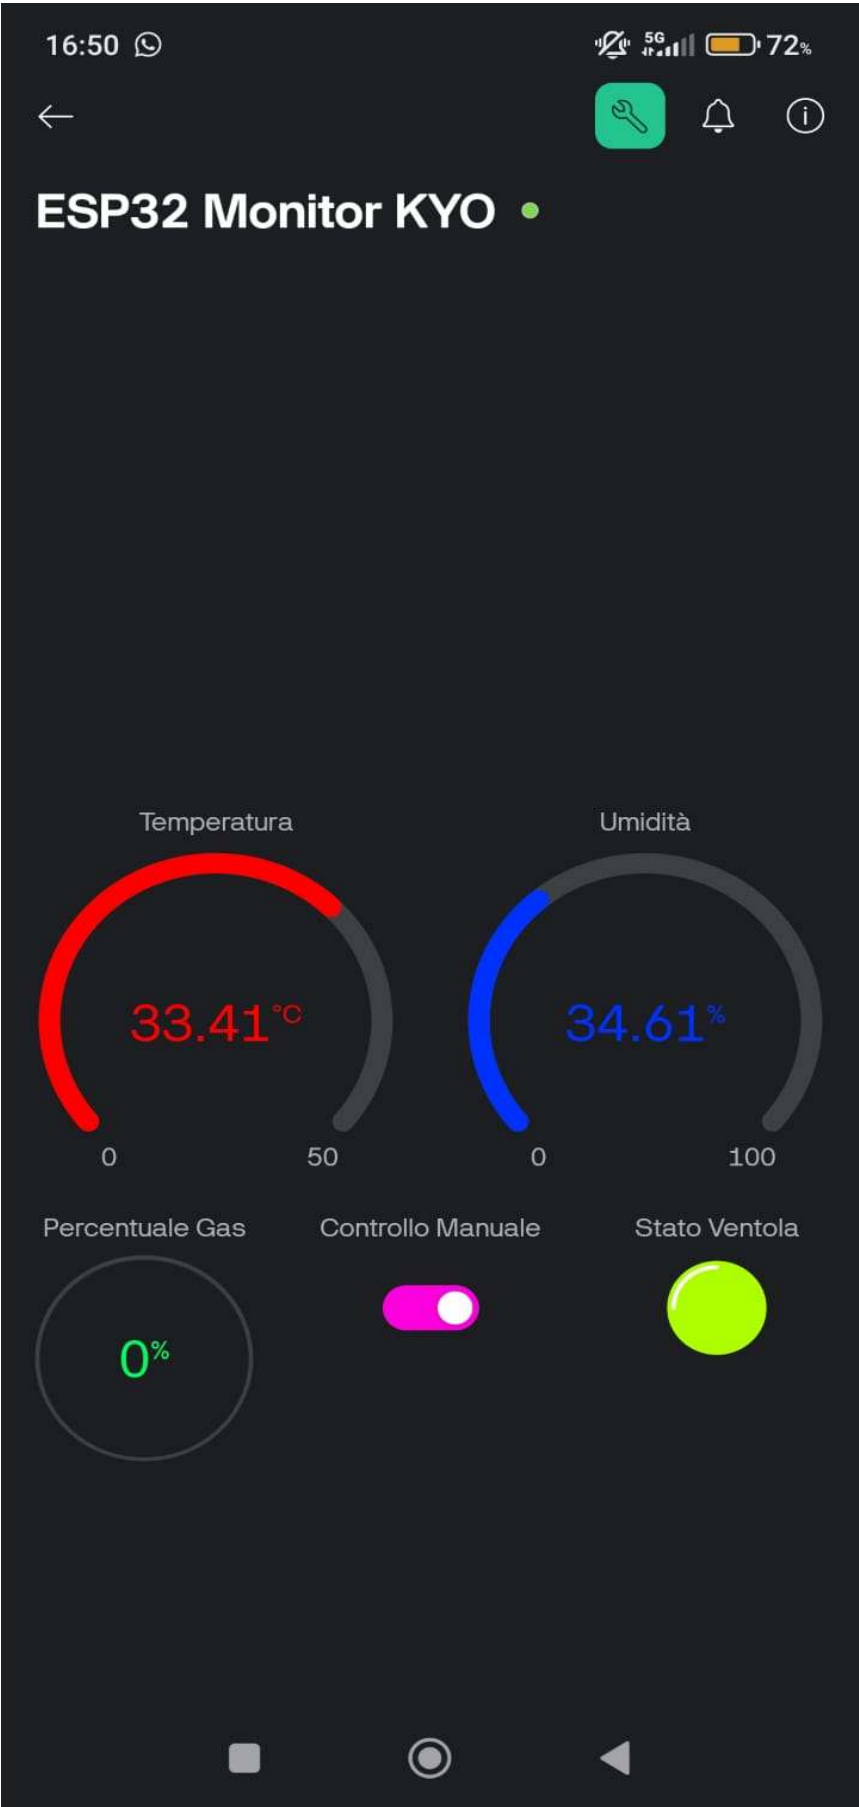 16:50 5G 72%
ESP32 Monitor KYO
Temperatura Umidità
33.41°C 34.61%
0 50 0 100
Percentuale Gas Controllo Manuale Stato Ventola
0%